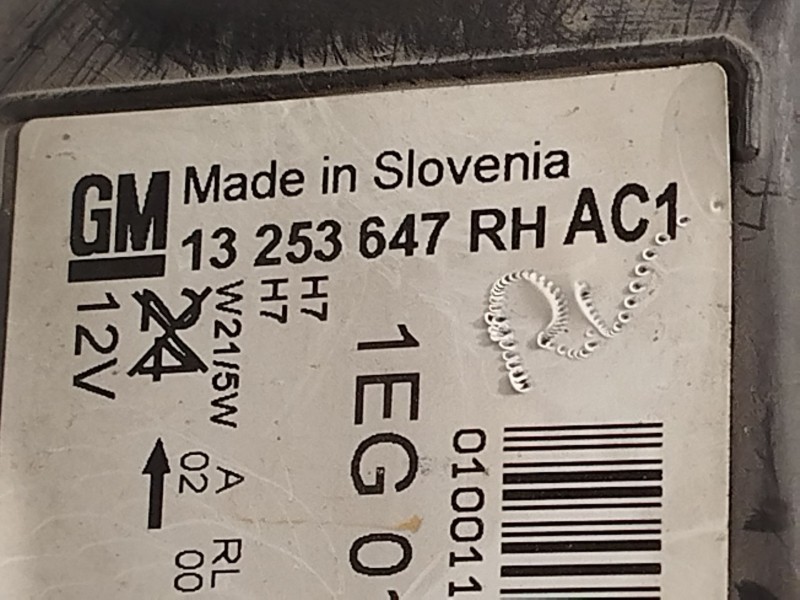 GM
Made in Slovenia
13 253 647 RH AC1
H7
H7
W21/5W
24
12V
1EG 0
A
02
RL
00
010011